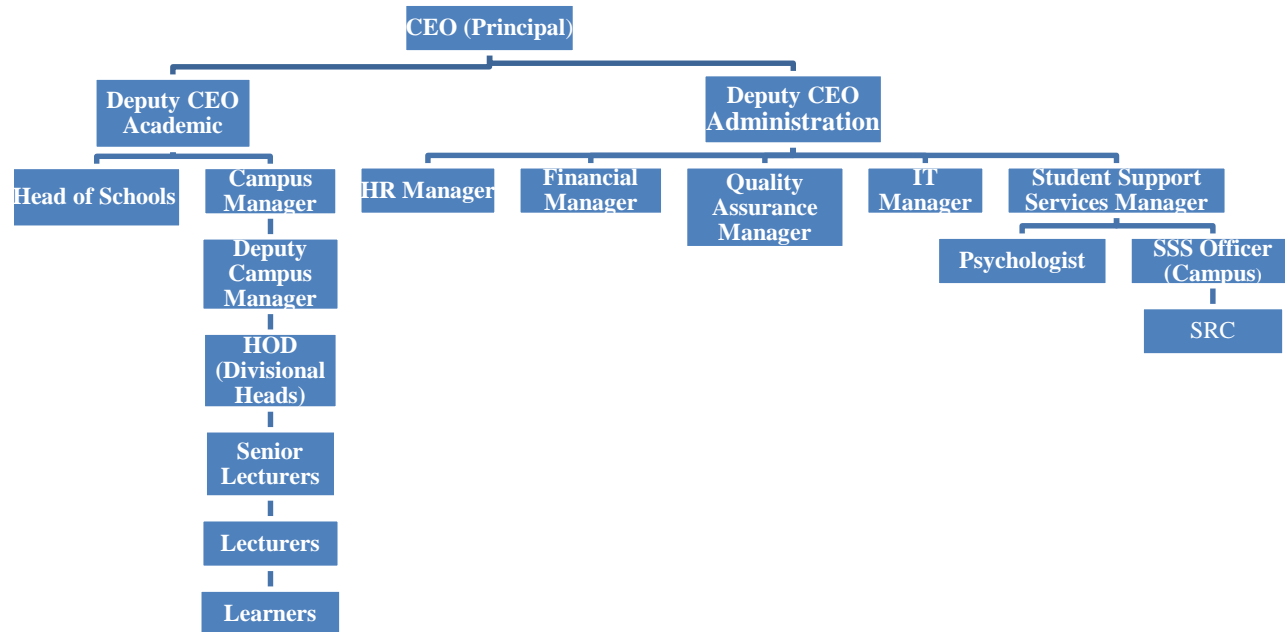 CEO (Principal)
Deputy CEO
Academic
Deputy CEO
Administration
Head of Schools
Campus
Manager
HR Manager
Financial
Manager
Quality
Assurance
Manager
IT
Manager
Student Support
Services Manager
Deputy
Campus
Manager
Psychologist
SSS Officer
(Campus)
HOD
(Divisional
Heads)
SRC
Senior
Lecturers
Lecturers
Learners